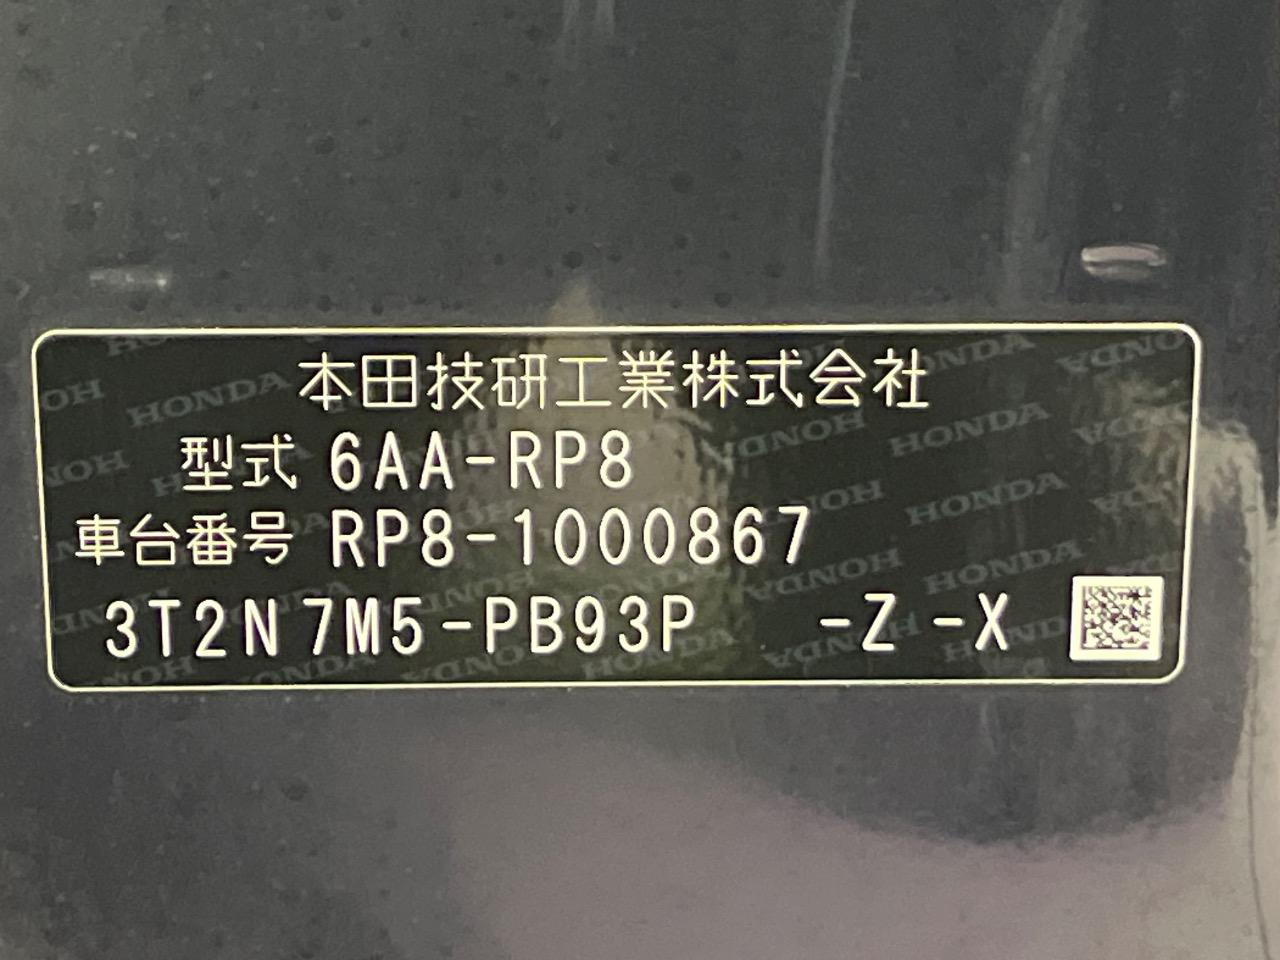 本田技研工業株式会社
型式 6AA-RP8
車台番号 RP8-1000867
3T2N7M5-PB93P -Z -X